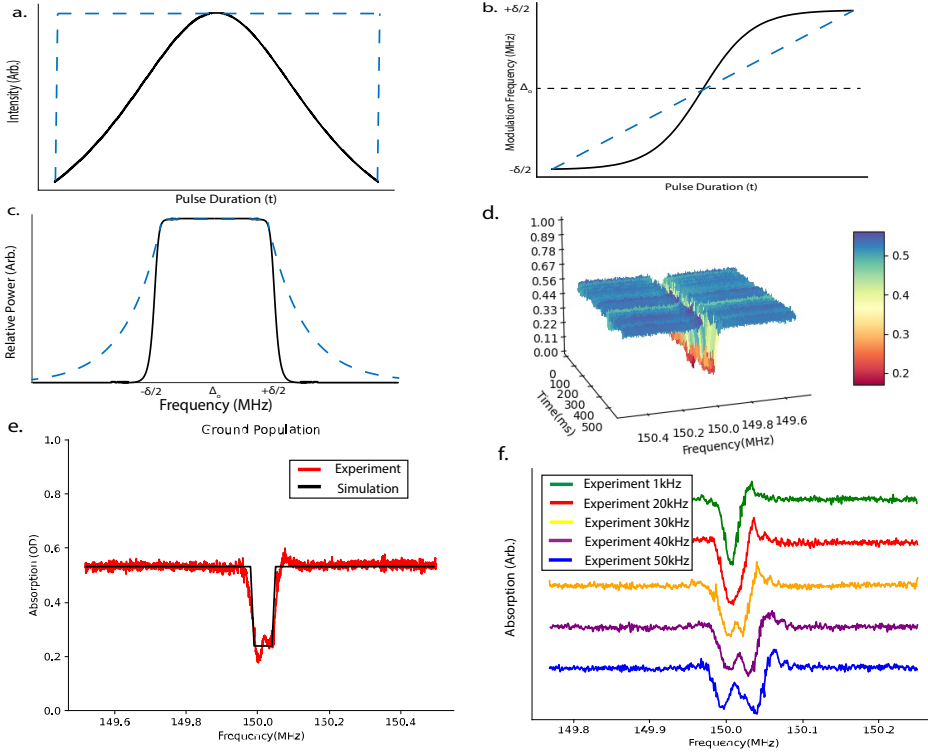 a.
Intensity (Arb.)
Pulse Duration (t)
b.
Modulation Frequency (MHz)
+δ/2
Δ₀
-δ/2
Pulse Duration (t)
c.
Relative Power (Arb.)
-δ/2 Δ₀ +δ/2
Frequency (MHz)
d.
1.00
0.89
0.78
0.67
0.56
0.44
0.33
0.22
0.11
0.00
0
100
200
300
400
500
Time(ms)
150.4 150.2 150.0 149.8 149.6
Frequency(MHz)
0.5
0.4
0.3
0.2
e.
Ground Population
Experiment
Simulation
Absorption (OD)
1.0
0.8
0.6
0.4
0.2
0.0
149.6 149.8 150.0 150.2 150.4
Frequency(MHz)
f.
Experiment 1kHz
Experiment 20kHz
Experiment 30kHz
Experiment 40kHz
Experiment 50kHz
Absorption (Arb.)
149.8 149.9 150.0 150.1 150.2
Frequency(MHz)